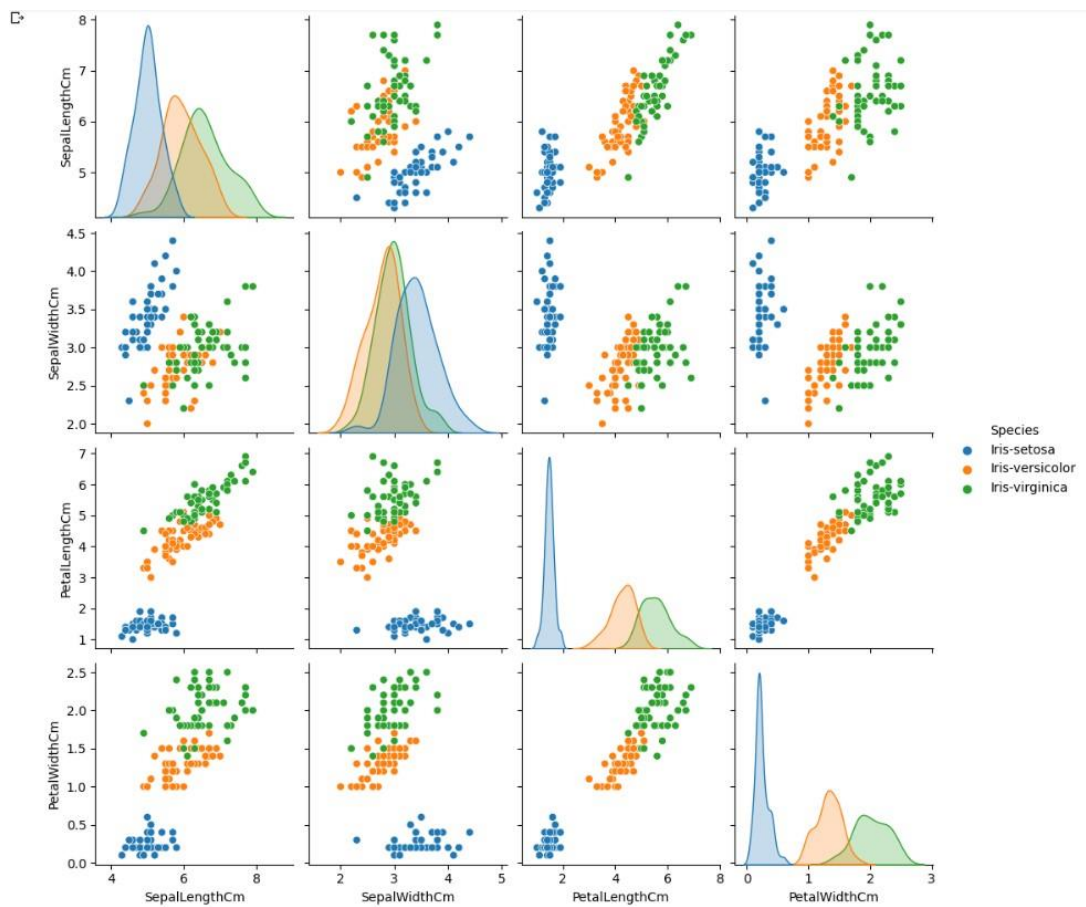 8
7
6
5
SepalLengthCm
4.5
4.0
3.5
3.0
2.5
2.0
SepalWidthCm
Species
Iris-setosa
Iris-versicolor
Iris-virginica
7
6
5
4
3
2
1
PetalLengthCm
2.5
2.0
1.5
1.0
0.5
0.0
PetalWidthCm
4 6 8
SepalLengthCm
2 3 4 5
SepalWidthCm
2 4 6 8
PetalLengthCm
0 1 2 3
PetalWidthCm